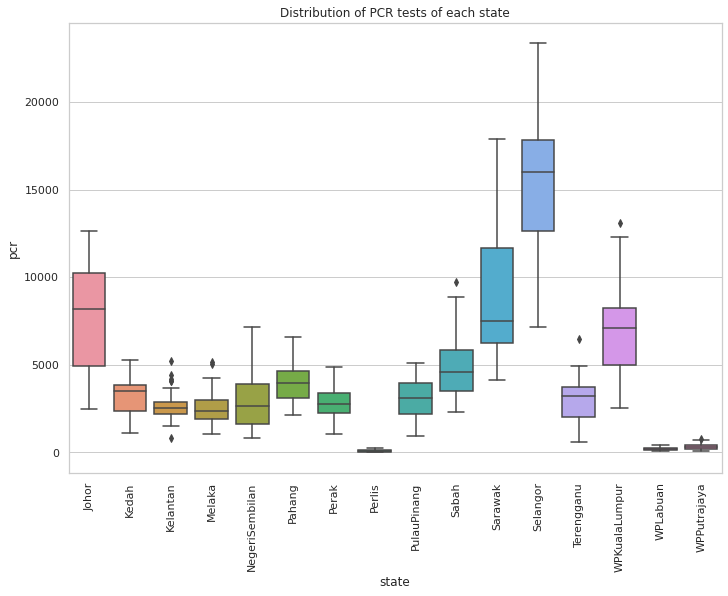 Distribution of PCR tests of each state
20000
15000
10000
5000
0
pcr
Johor
Kedah
Kelantan
Melaka
NegeriSembilan
Pahang
Perak
Perlis
PulauPinang
Sabah
Sarawak
Selangor
Terengganu
WPKualaLumpur
WPLabuan
WPPutrajaya
state